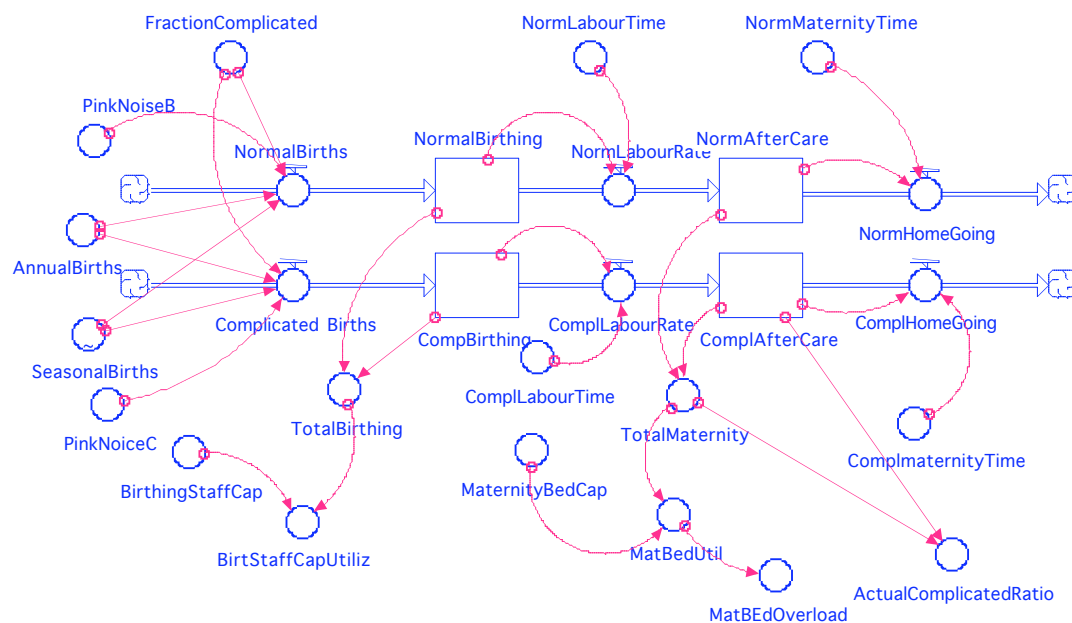 FractionComplicated
NormLabourTime
NormMaternityTime
PinkNoiseB
NormalBirthing
NormAfterCare
NormalBirths
NormLabourRate
NormHomeGoing
AnnualBirths
Complicated Births
ComplLabourRate
ComplHomeGoing
CompBirthing
ComplAfterCare
~
SeasonalBirths
ComplLabourTime
TotalBirthing
TotalMaternity
PinkNoiceC
ComplmaternityTime
BirthingStaffCap
MaternityBedCap
BirtStaffCapUtiliz
MatBedUtil
ActualComplicatedRatio
MatBEdOverload